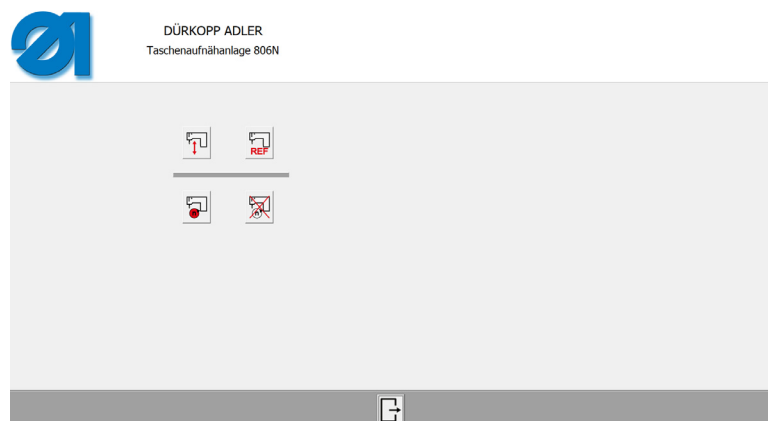 DÜRKOPP ADLER
Taschenaufnähanlage 806N
REF
n
n